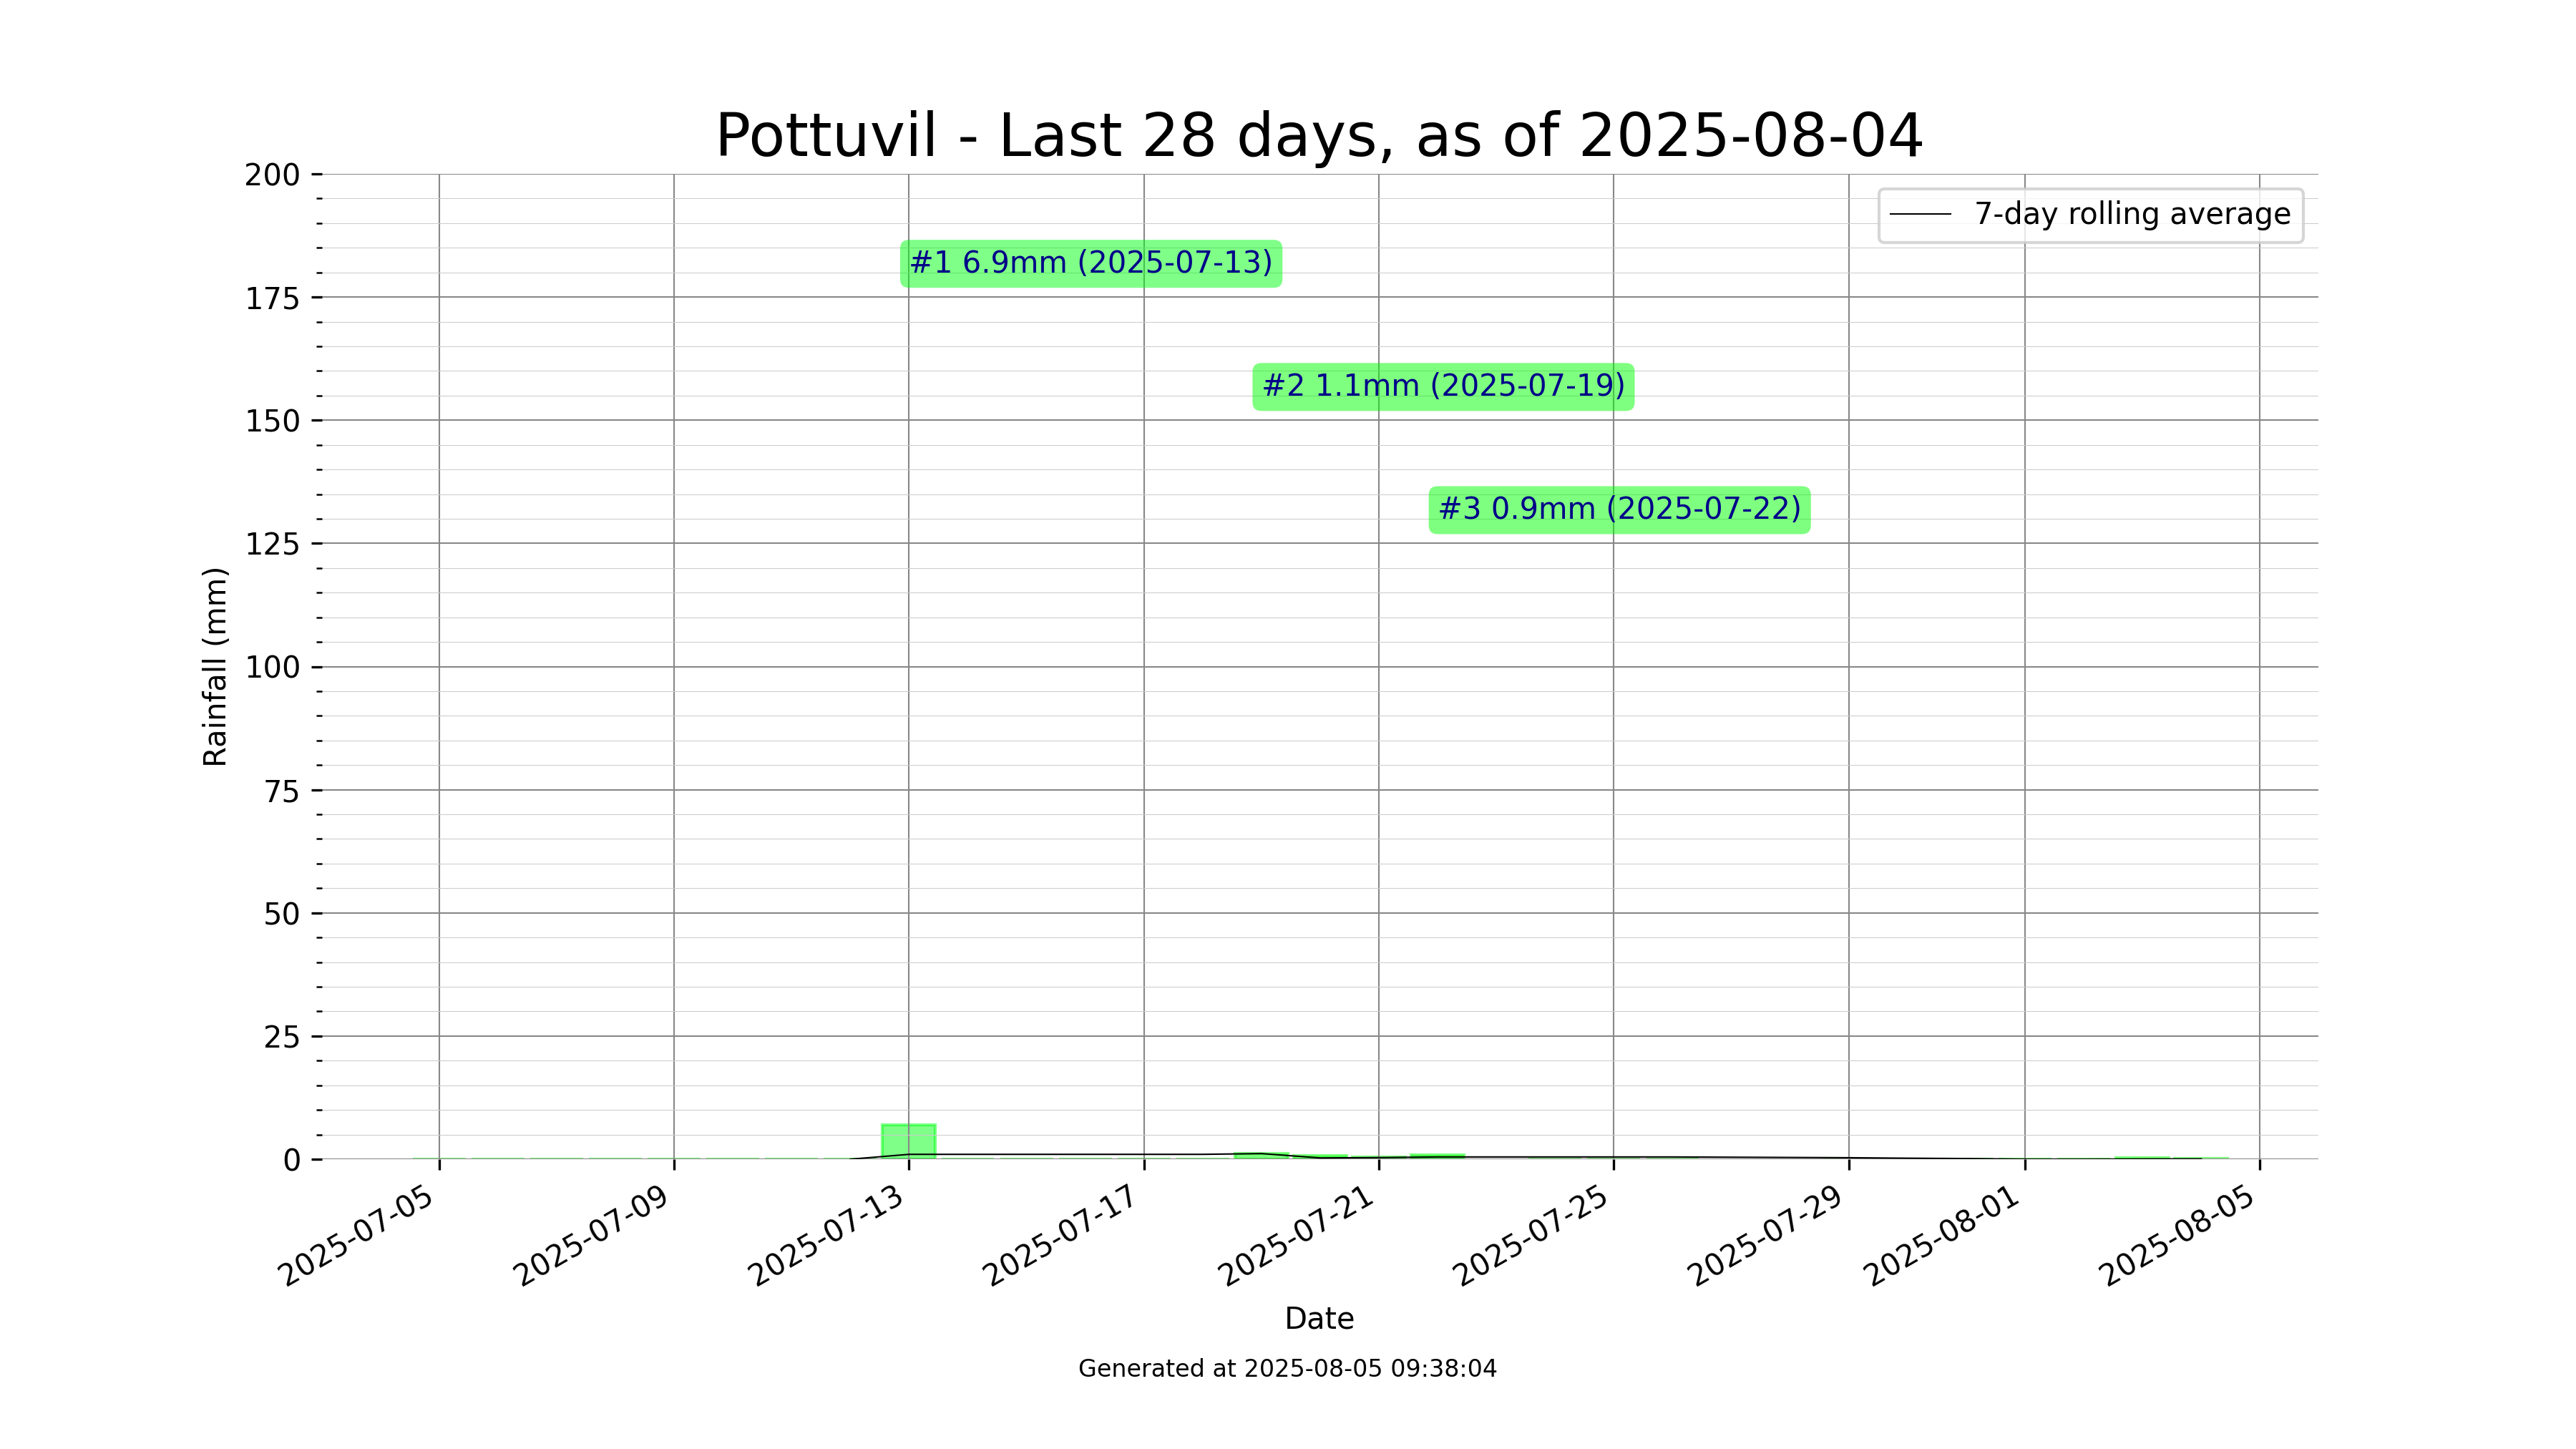 Pottuvil - Last 28 days, as of 2025-08-04
200
175
150
125
100
75
50
25
0
Rainfall (mm)
7-day rolling average
#1 6.9mm (2025-07-13)
#2 1.1mm (2025-07-19)
#3 0.9mm (2025-07-22)
2025-07-05
2025-07-09
2025-07-13
2025-07-17
2025-07-21
2025-07-25
2025-07-29
2025-08-01
2025-08-05
Date
Generated at 2025-08-05 09:38:04